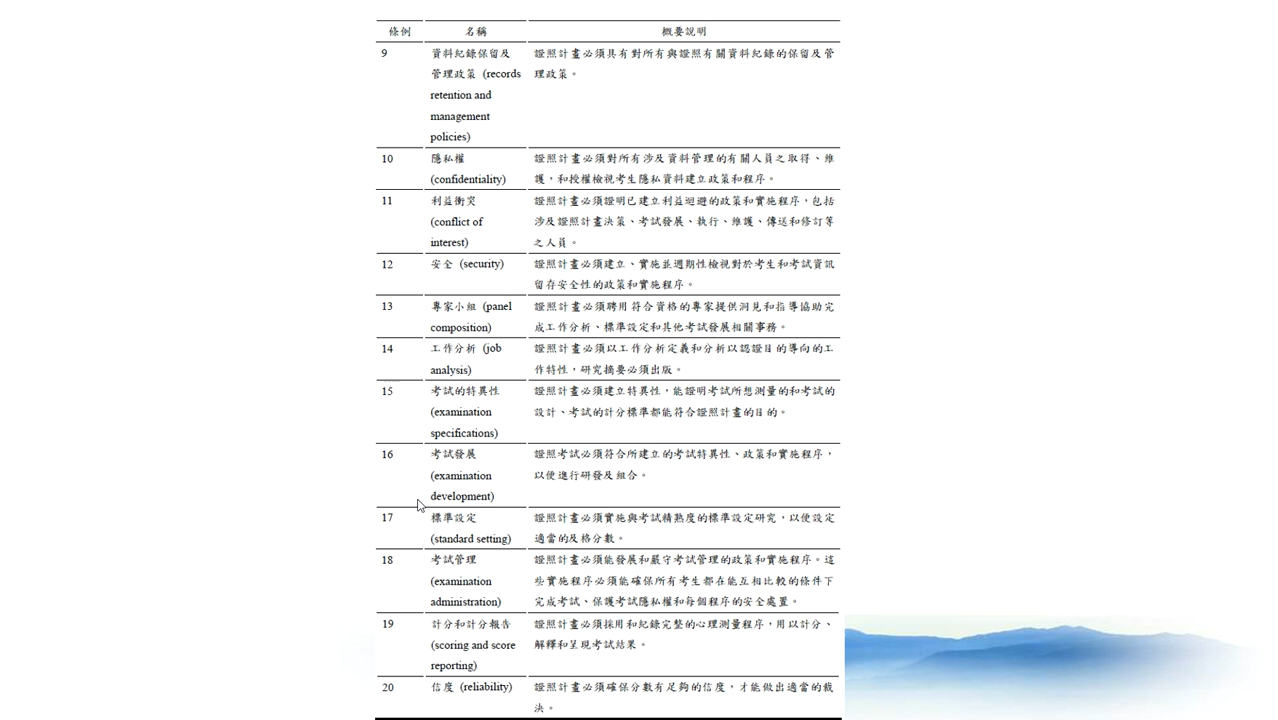 條例 名稱 概要說明
9 資料紀錄保留及 證照計畫必須具有對所有與證照有關資料紀錄的保留及管
管理政策 (records 理政策。
retention and
management
policies)
10 隱私權 證照計畫必須對所有涉及資料管理的有關人員之取得、維
(confidentiality) 護，和授權檢視考生隱私資料建立政策和程序。
11 利益衝突 證照計畫必須證明已建立利益迴避的政策和實施程序，包括
(conflict of 涉及證照計畫決策、考試發展、執行、維護、傳送和修訂等
interest) 之人員。
12 安全 (security) 證照計畫必須建立、實施並週期性檢視對於考生和考試資訊
留存安全性的政策和實施程序。
13 專家小組 (panel 證照計畫必須聘用符合資格的專家提供洞見和指導協助完
composition) 成工作分析、標準設定和其他考試發展相關事務。
14 工作分析 (job 證照計畫必須以工作分析定義和分析以認證目的導向的工
analysis) 作特性，研究摘要必須出版。
15 考試的特異性 證照計畫必須建立特異性，能證明考試所想測量的和考試的
(examination 設計、考試的計分標準都能符合證照計畫的目的。
specifications)
16 考試發展 證照考試必須符合所建立的考試特異性、政策和實施程序，
(examination 以便進行研發及組合。
development)
17 標準設定 證照計畫必須實施與考試精熟度的標準設定研究，以便設定
(standard setting) 適當的及格分數。
18 考試管理 證照計畫必須能發展和嚴守考試管理的政策和實施程序。這
(examination 些實施程序必須能確保所有考生都在能互相比較的條件下
administration) 完成考試、保護考試隱私權和每個程序的安全處置。
19 計分和計分報告 證照計畫必須採用和紀錄完整的心理測量程序，用以計分、
(scoring and score 解釋和呈現考試結果。
reporting)
20 信度 (reliability) 證照計畫必須確保分數有足夠的信度，才能做出適當的裁
決。